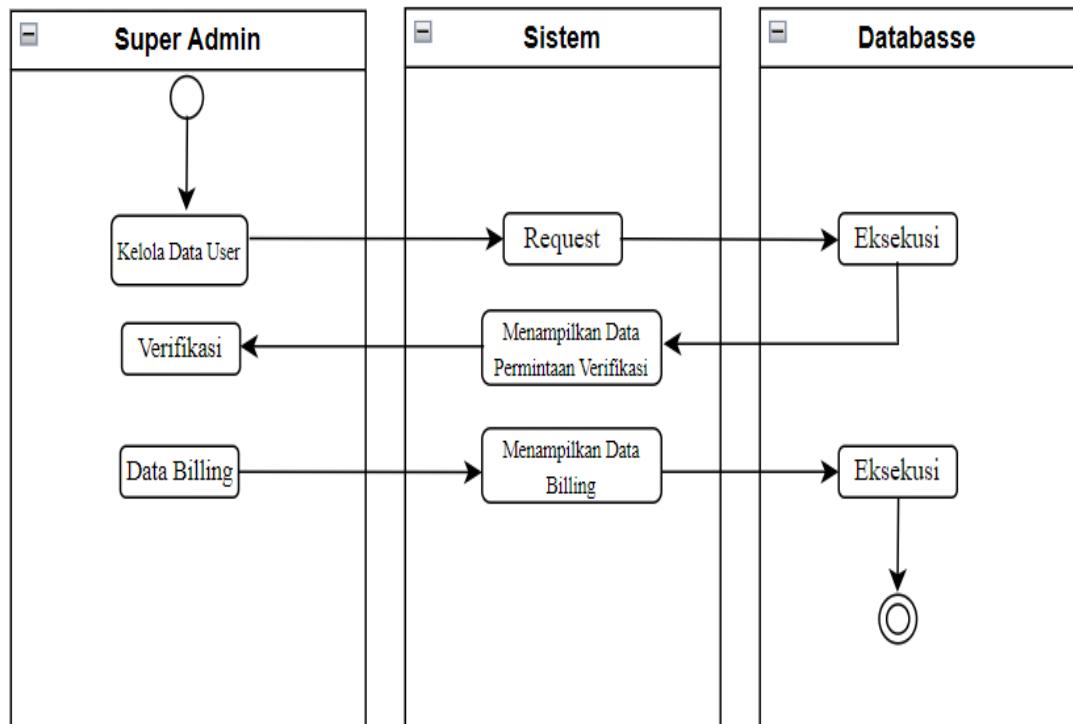 Super Admin
Sistem
Databasse
Kelola Data User
Request
Eksekusi
Verifikasi
Menampilkan Data
Permintaan Verifikasi
Data Billing
Menampilkan Data
Billing
Eksekusi